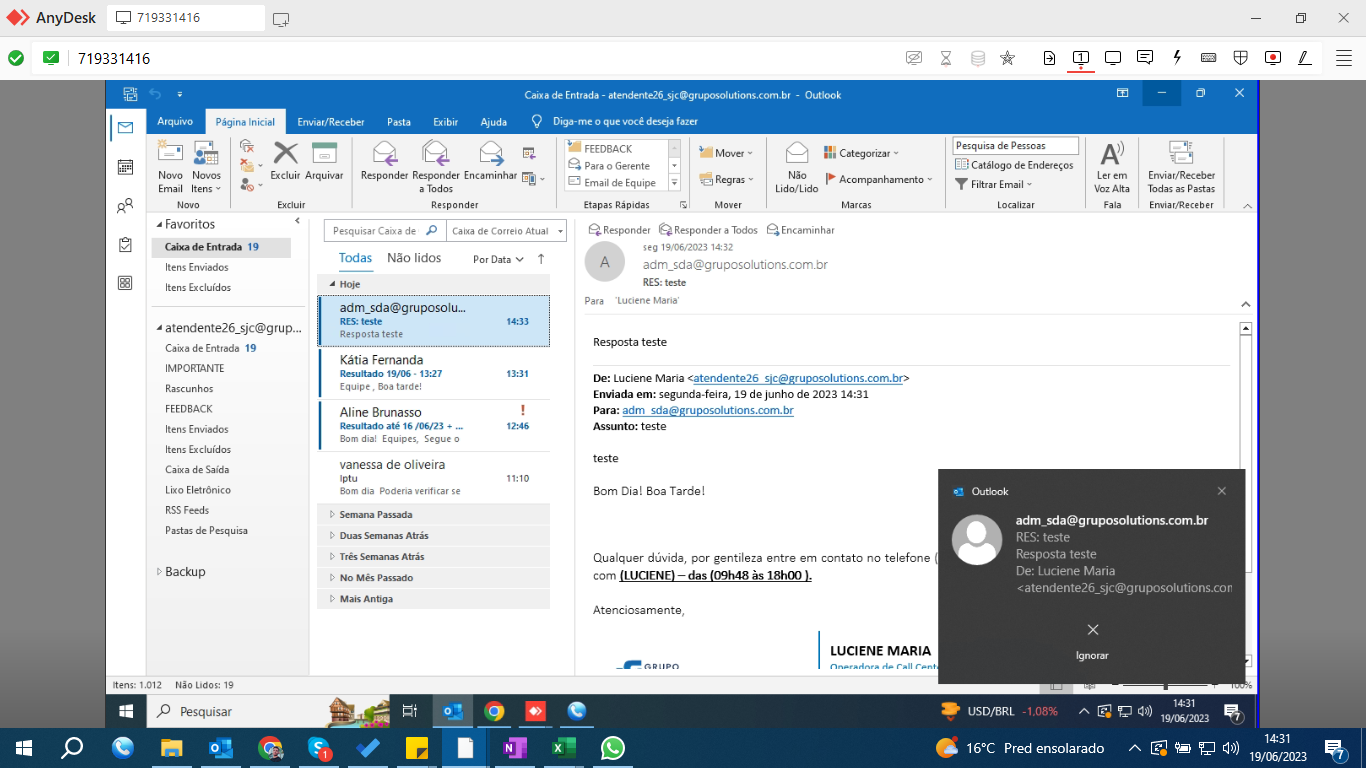 AnyDesk
719331416
719331416
1
Caixa de Entrada - atendente26_sjc@gruposolutions.com.br - Outlook
Arquivo
Página Inicial
Enviar/Receber
Pasta
Exibir
Ajuda
Diga-me o que você deseja fazer
Novo Email
Novos Itens
Novo
Excluir
Arquivar
Excluir
Responder
Responder a Todos
Encaminhar
Responder
FEEDBACK
Para o Gerente
Email de Equipe
Etapas Rápidas
Mover
Regras
Mover
Não Lido/Lido
Categorizar
Acompanhamento
Marcas
Pesquisa de Pessoas
Catálogo de Endereços
Filtrar Email
Localizar
Ler em Voz Alta
Fala
Enviar/Receber Todas as Pastas
Enviar/Receber
Favoritos
Caixa de Entrada 19
Itens Enviados
Itens Excluídos
atendente26_sjc@grup...
Caixa de Entrada 19
IMPORTANTE
Rascunhos
FEEDBACK
Itens Enviados
Itens Excluídos
Caixa de Saída
Lixo Eletrônico
RSS Feeds
Pastas de Pesquisa
Backup
Pesquisar Caixa de
Caixa de Correio Atual
Todas
Não lidos
Por Data
Hoje
adm_sda@gruposolu...
RES: teste 14:33
Resposta teste
Kátia Fernanda
Resultado 19/06 - 13:27 13:31
Equipe , Boa tarde!
Aline Brunasso !
Resultado até 16 /06/23 + ... 12:46
Bom dia! Equipes, Segue o
vanessa de oliveira
Iptu 11:10
Bom dia Poderia verificar se
Semana Passada
Duas Semanas Atrás
Três Semanas Atrás
No Mês Passado
Mais Antiga
Responder
Responder a Todos
Encaminhar
seg 19/06/2023 14:32
A
adm_sda@gruposolutions.com.br
RES: teste
Para 'Luciene Maria'
Resposta teste
De: Luciene Maria <atendente26_sjc@gruposolutions.com.br>
Enviada em: segunda-feira, 19 de junho de 2023 14:31
Para: adm_sda@gruposolutions.com.br
Assunto: teste
teste
Bom Dia! Boa Tarde!
Qualquer dúvida, por gentileza entre em contato no telefone (
com (LUCIENE) – das (09h48 às 18h00 ).
Atenciosamente,
GRUPO
LUCIENE MARIA
Operadora de Call Cente
Outlook
adm_sda@gruposolutions.com.br
RES: teste
Resposta teste
De: Luciene Maria
<atendente26_sjc@gruposolutions.com
Ignorar
Itens: 1.012
Não Lidos: 19
100%
Pesquisar
USD/BRL -1,08%
14:31
19/06/2023
7
1
16°C Pred ensolarado
14:31
19/06/2023
7